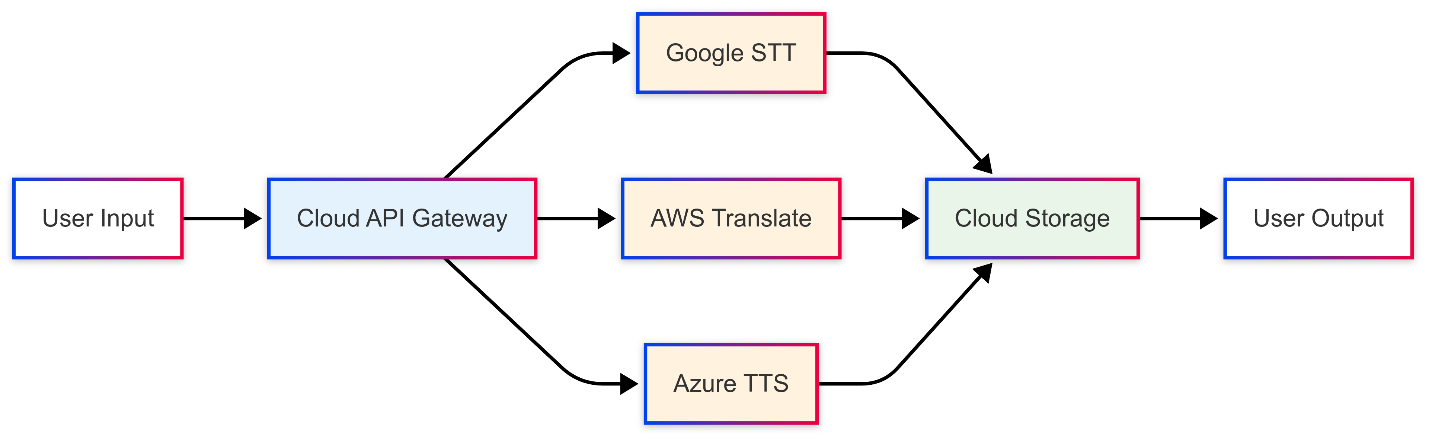 User Input
Cloud API Gateway
Google STT
AWS Translate
Azure TTS
Cloud Storage
User Output